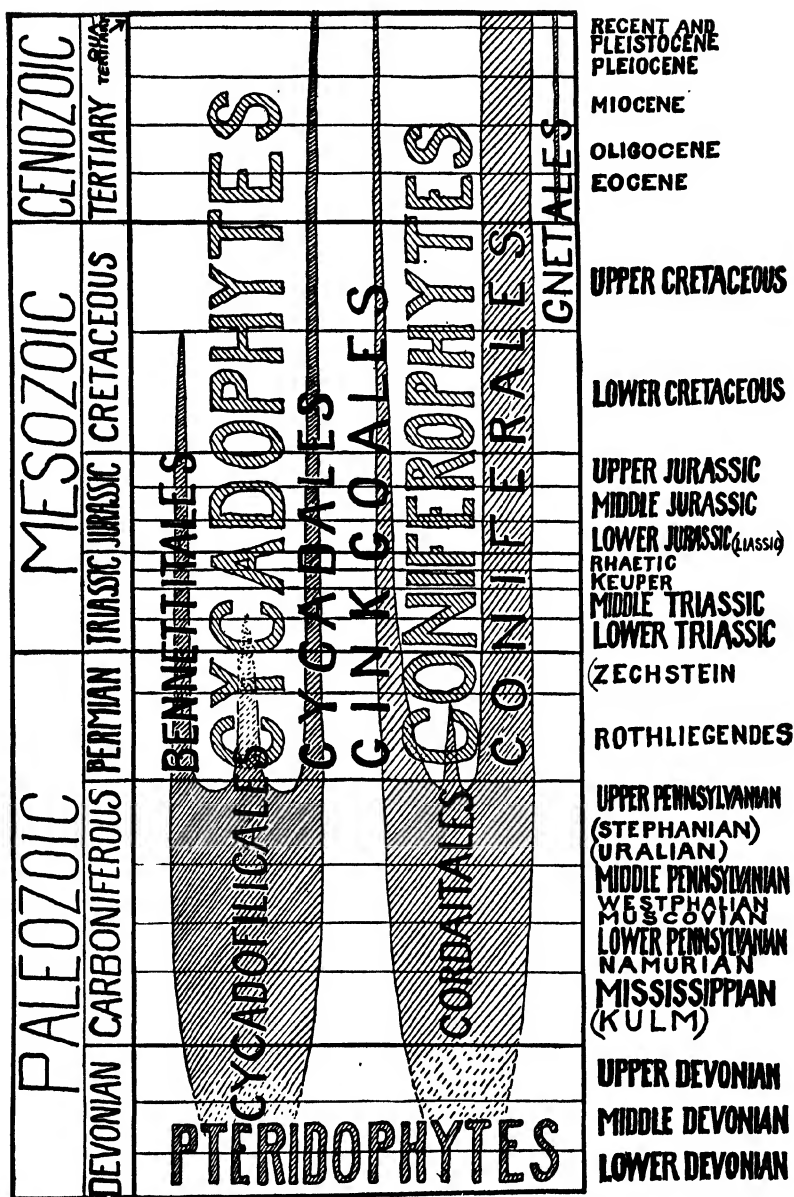 CENOZOIC
MESOZOIC
PALEOZOIC
TERTIARY
CRETACEOUS
JURASSIC
TRIASSIC
PERMIAN
CARBONIFEROUS
DEVONIAN
CYCADOPHYTES
CONIFEROPHYTES
BENNETTITALES
CYCADALES
GINKGOALES
CONIFERALES
GNETALES
CYCADOFILICALES
CORDAITALES
PTERIDOPHYTES
RECENT AND
PLEISTOCENE
PLEIOCENE
MIOCENE
OLIGOCENE
EOCENE
UPPER CRETACEOUS
LOWER CRETACEOUS
UPPER JURASSIC
MIDDLE JURASSIC
LOWER JURASSIC (LIASSIC)
RHAETIC
KEUPER
MIDDLE TRIASSIC
LOWER TRIASSIC
(ZECHSTEIN
ROTHLIEGENDES
UPPER PENNSYLVANIAN
(STEPHANIAN)
(URALIAN)
MIDDLE PENNSYLVANIAN
WESTPHALIAN
MUSCOVIAN
LOWER PENNSYLVANIAN
NAMURIAN
MISSISSIPPIAN
(KULM)
UPPER DEVONIAN
MIDDLE DEVONIAN
LOWER DEVONIAN